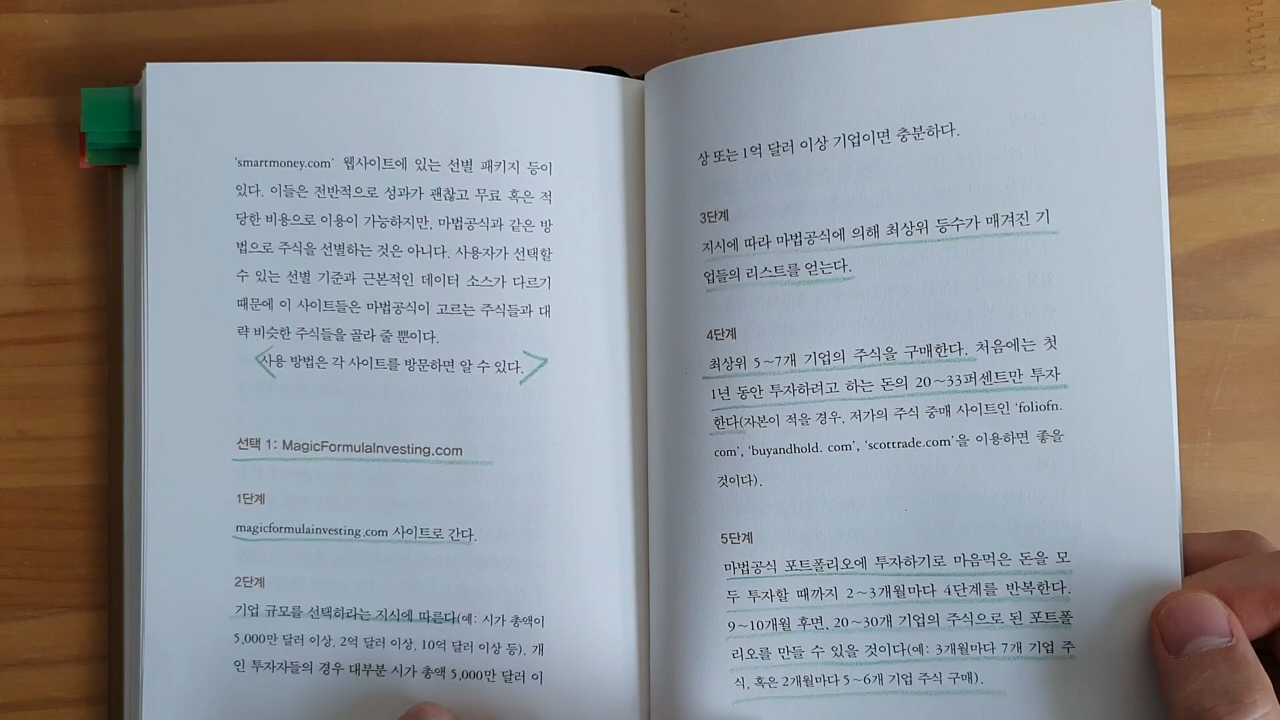 'smartmoney.com' 웹사이트에 있는 선별 패키지 등이
있다. 이들은 전반적으로 성과가 괜찮고 무료 혹은 적
당한 비용으로 이용이 가능하지만, 마법공식과 같은 방
법으로 주식을 선별하는 것은 아니다. 사용자가 선택할
수 있는 선별 기준과 근본적인 데이터 소스가 다르기
때문에 이 사이트들은 마법공식이 고르는 주식들과 대
략 비슷한 주식들을 골라 줄 뿐이다.
사용 방법은 각 사이트를 방문하면 알 수 있다.
선택 1: MagicFormulaInvesting.com
1단계
magicformulainvesting.com 사이트로 간다.
2단계
기업 규모를 선택하라는 지시에 따른다(예: 시가 총액이
5,000만 달러 이상, 2억 달러 이상, 10억 달러 이상 등). 개
인 투자자들의 경우 대부분 시가 총액 5,000만 달러 이
상 또는 1억 달러 이상 기업이면 충분하다.
3단계
지시에 따라 마법공식에 의해 최상위 등수가 매겨진 기
업들의 리스트를 얻는다.
4단계
최상위 5~7개 기업의 주식을 구매한다. 처음에는 첫
1년 동안 투자하려고 하는 돈의 20~33퍼센트만 투자
한다(자본이 적을 경우, 저가의 주식 중매 사이트인 'foliofn.
com', 'buyandhold. com', 'scottrade.com'을 이용하면 좋을
것이다).
5단계
마법공식 포트폴리오에 투자하기로 마음먹은 돈을 모
두 투자할 때까지 2~3개월마다 4단계를 반복한다.
9~10개월 후면, 20~30개 기업의 주식으로 된 포트폴
리오를 만들 수 있을 것이다(예: 3개월마다 7개 기업 주
식, 혹은 2개월마다 5~6개 기업 주식 구매).